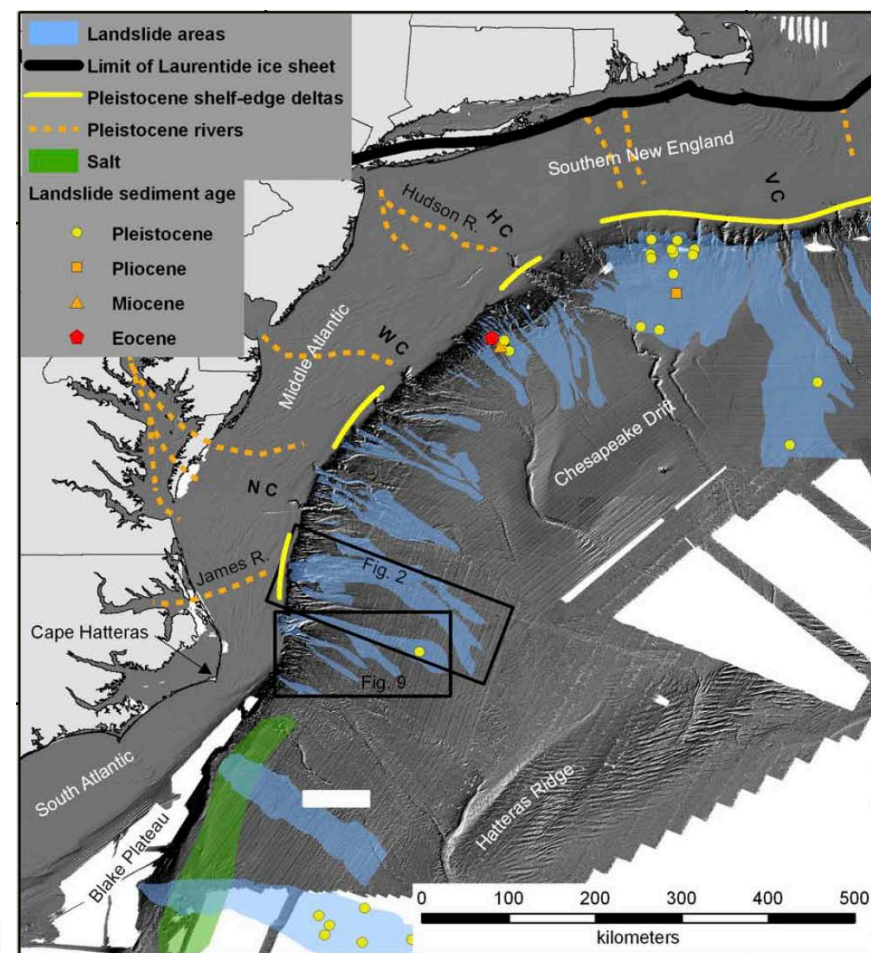 Landslide areas
Limit of Laurentide ice sheet
Pleistocene shelf-edge deltas
Pleistocene rivers
Salt
Landslide sediment age
Pleistocene
Pliocene
Miocene
Eocene
Southern New England
V C
Hudson R.
H C
Middle Atlantic
W C
Chesapeake Drift
N C
James R.
Fig. 2
Cape Hatteras
Fig. 9
South Atlantic
Hatteras Ridge
Blake Plateau
0 100 200 300 400 500
kilometers